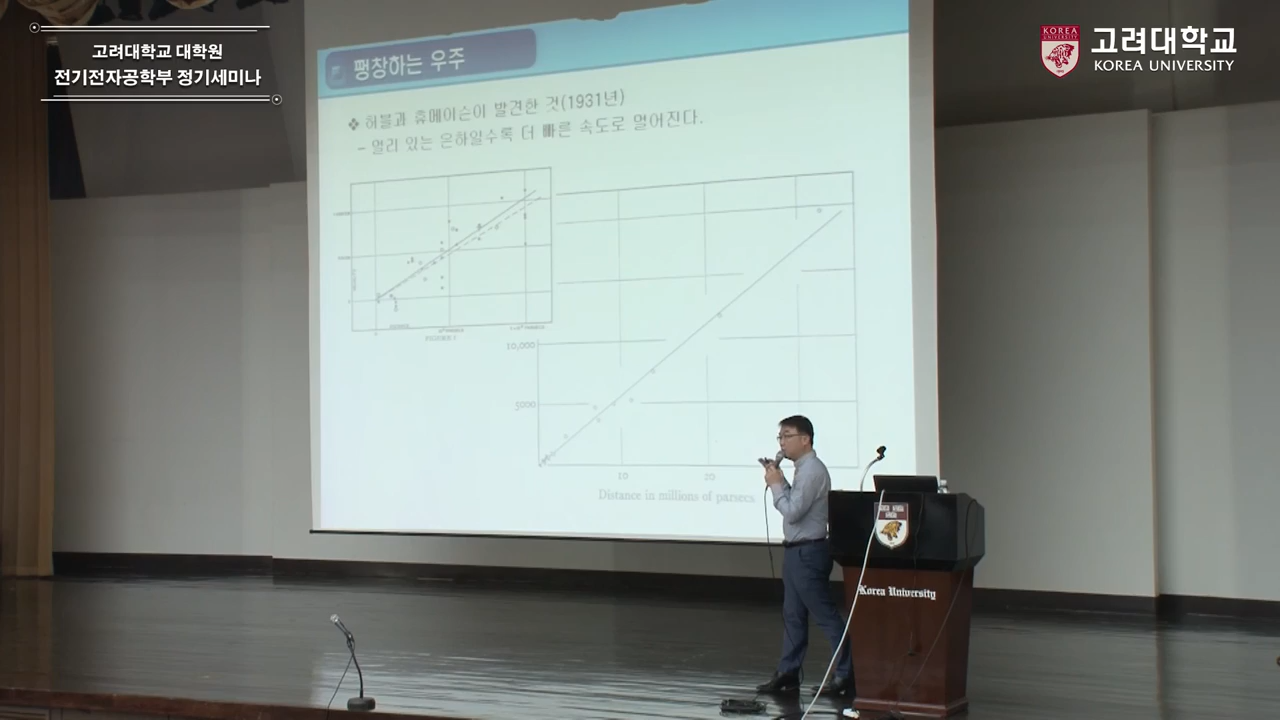 고려대학교 대학원
전기전자공학부 정기세미나
KOREA
고려대학교
KOREA UNIVERSITY
팽창하는 우주
❖ 허블과 휴메이슨이 발견한 것(1931년)
– 멀리 있는 은하일수록 더 빠른 속도로 멀어진다.
10,000
5000
10
20
Distance in millions of parsecs
Korea University